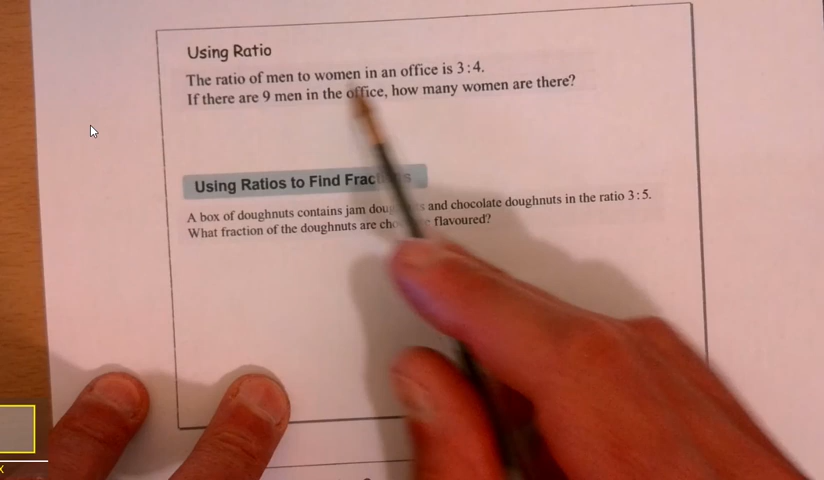 Using Ratio
The ratio of men to women in an office is 3:4.
If there are 9 men in the office, how many women are there?
Using Ratios to Find
A box of doughnuts contains jam and chocolate doughnuts in the ratio 3:5.
What fraction of the doughnuts are flavoured?
x